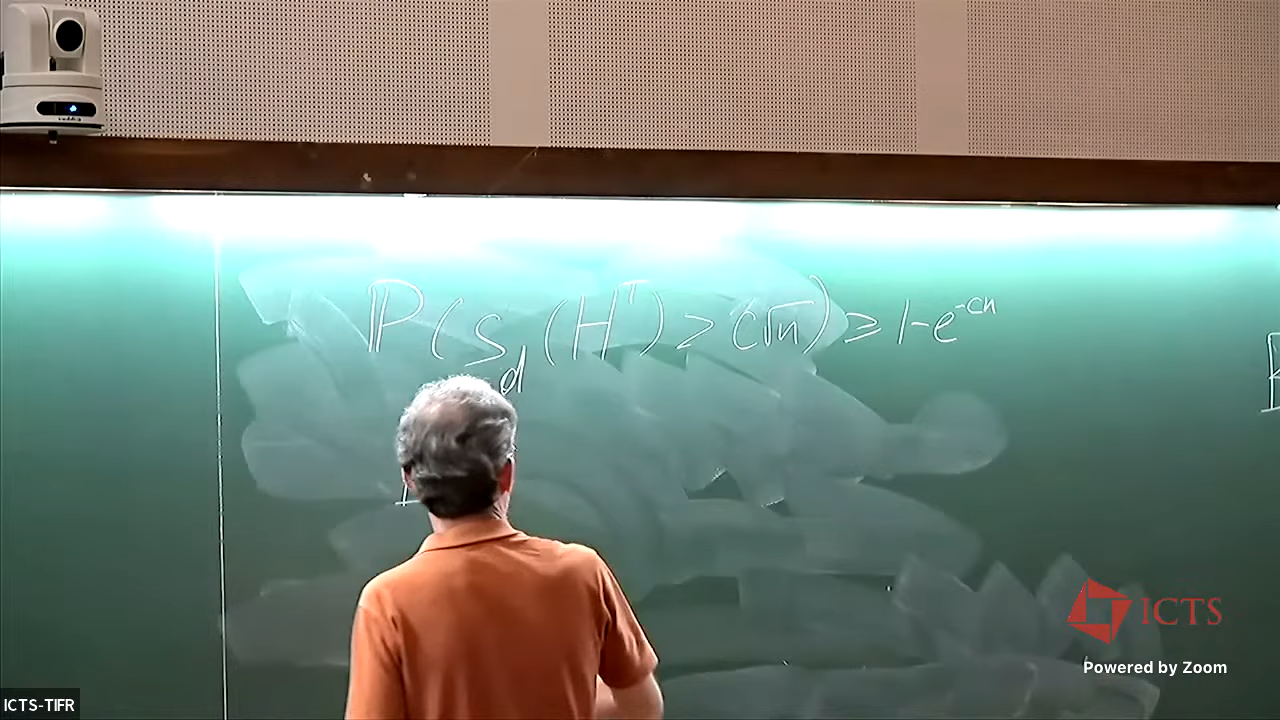 P(S_d(H^T) > c√n) ≥ 1-e^{-cn}
ICTS
Powered by Zoom
ICTS-TIFR